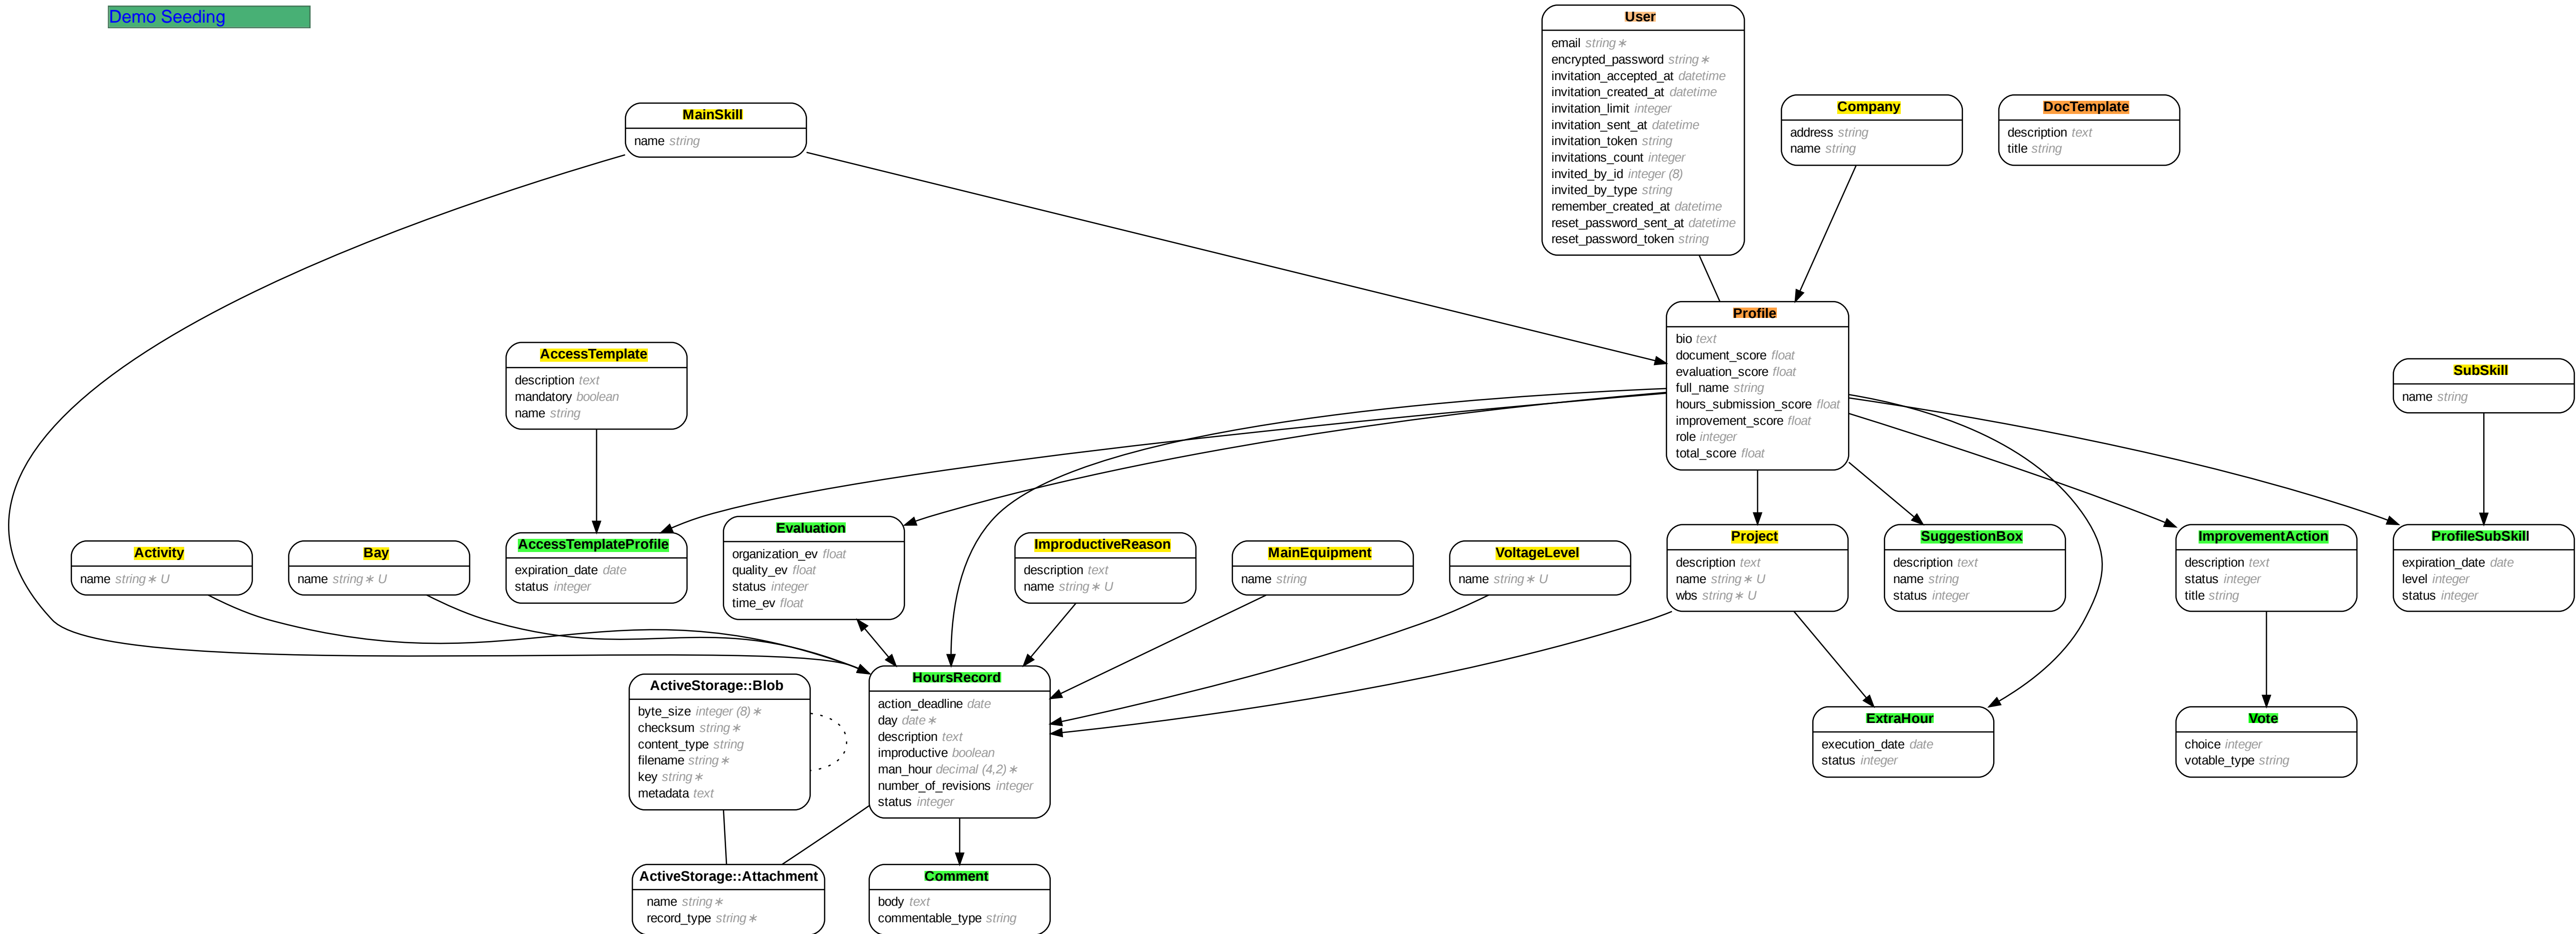 Demo Seeding
User
email string∗
encrypted_password string∗
invitation_accepted_at datetime
invitation_created_at datetime
invitation_limit integer
invitation_sent_at datetime
invitation_token string
invitations_count integer
invited_by_id integer (8)
invited_by_type string
remember_created_at datetime
reset_password_sent_at datetime
reset_password_token string
MainSkill
name string
Company
address string
name string
DocTemplate
description text
title string
Profile
bio text
document_score float
evaluation_score float
full_name string
hours_submission_score float
improvement_score float
role integer
total_score float
AccessTemplate
description text
mandatory boolean
name string
SubSkill
name string
Activity
name string∗ U
Bay
name string∗ U
AccessTemplateProfile
expiration_date date
status integer
Evaluation
organization_ev float
quality_ev float
status integer
time_ev float
ImproductiveReason
description text
name string∗ U
MainEquipment
name string
VoltageLevel
name string∗ U
Project
description text
name string∗ U
wbs string∗ U
SuggestionBox
description text
name string
status integer
ImprovementAction
description text
status integer
title string
ProfileSubSkill
expiration_date date
level integer
status integer
ActiveStorage::Blob
byte_size integer (8)∗
checksum string∗
content_type string
filename string∗
key string∗
metadata text
HoursRecord
action_deadline date
day date∗
description text
improductive boolean
man_hour decimal (4,2)∗
number_of_revisions integer
status integer
ExtraHour
execution_date date
status integer
Vote
choice integer
votable_type string
ActiveStorage::Attachment
name string∗
record_type string∗
Comment
body text
commentable_type string